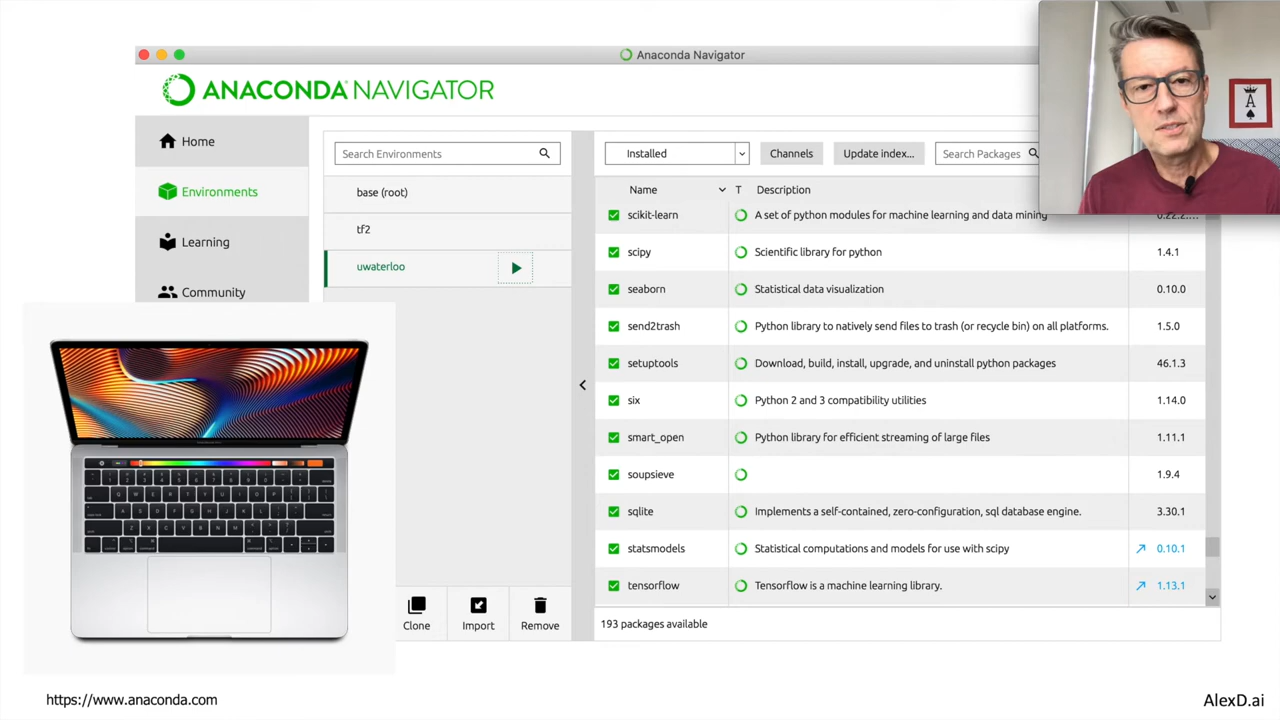 Anaconda Navigator
ANACONDA NAVIGATOR
Home
Environments
Learning
Community
Search Environments
base (root)
tf2
uwaterloo
Clone
Import
Remove
Installed
Channels
Update index...
Search Packages
Name T Description
scikit-learn A set of python modules for machine learning and data mining 0.22.2....
scipy Scientific library for python 1.4.1
seaborn Statistical data visualization 0.10.0
send2trash Python library to natively send files to trash (or recycle bin) on all platforms. 1.5.0
setuptools Download, build, install, upgrade, and uninstall python packages 46.1.3
six Python 2 and 3 compatibility utilities 1.14.0
smart_open Python library for efficient streaming of large files 1.11.1
soupsieve 1.9.4
sqlite Implements a self-contained, zero-configuration, sql database engine. 3.30.1
statsmodels Statistical computations and models for use with scipy 0.10.1
tensorflow Tensorflow is a machine learning library. 1.13.1
193 packages available
A
https://www.anaconda.com
AlexD.ai